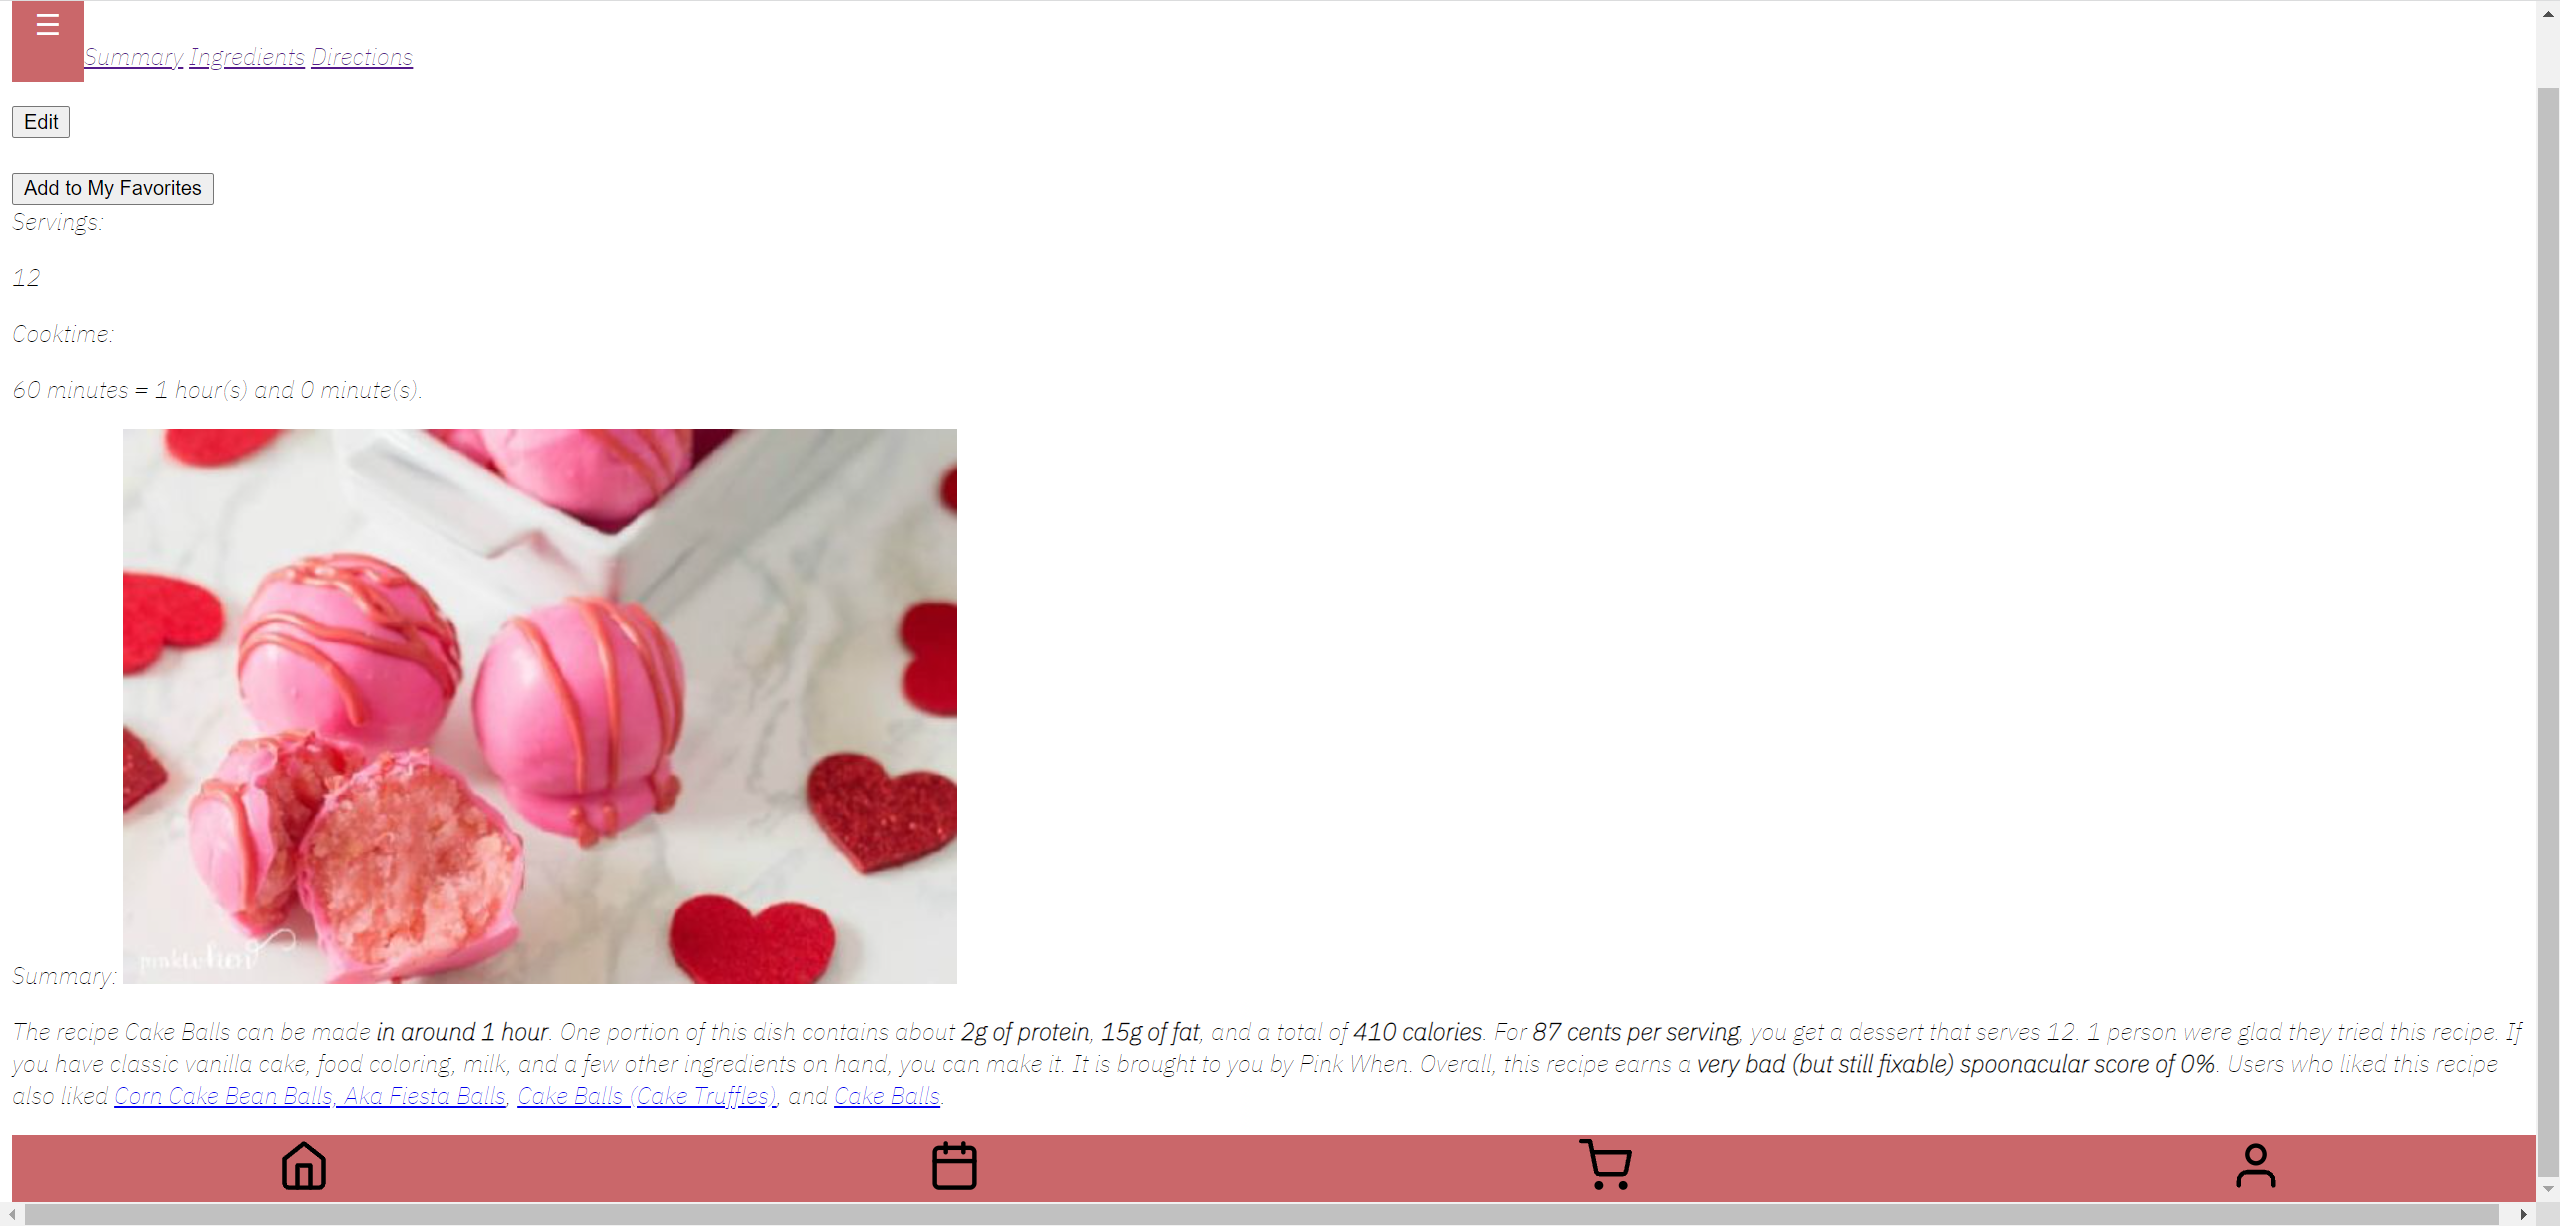 Summary Ingredients Directions
Edit
Add to My Favorites
Servings:
12
Cooktime:
60 minutes = 1 hour(s) and 0 minute(s).
pinkwhen
Summary:
The recipe Cake Balls can be made in around 1 hour. One portion of this dish contains about 2g of protein, 15g of fat, and a total of 410 calories. For 87 cents per serving, you get a dessert that serves 12. 1 person were glad they tried this recipe. If
you have classic vanilla cake, food coloring, milk, and a few other ingredients on hand, you can make it. It is brought to you by Pink When. Overall, this recipe earns a very bad (but still fixable) spoonacular score of 0%. Users who liked this recipe
also liked Corn Cake Bean Balls, Aka Fiesta Balls, Cake Balls (Cake Truffles), and Cake Balls.